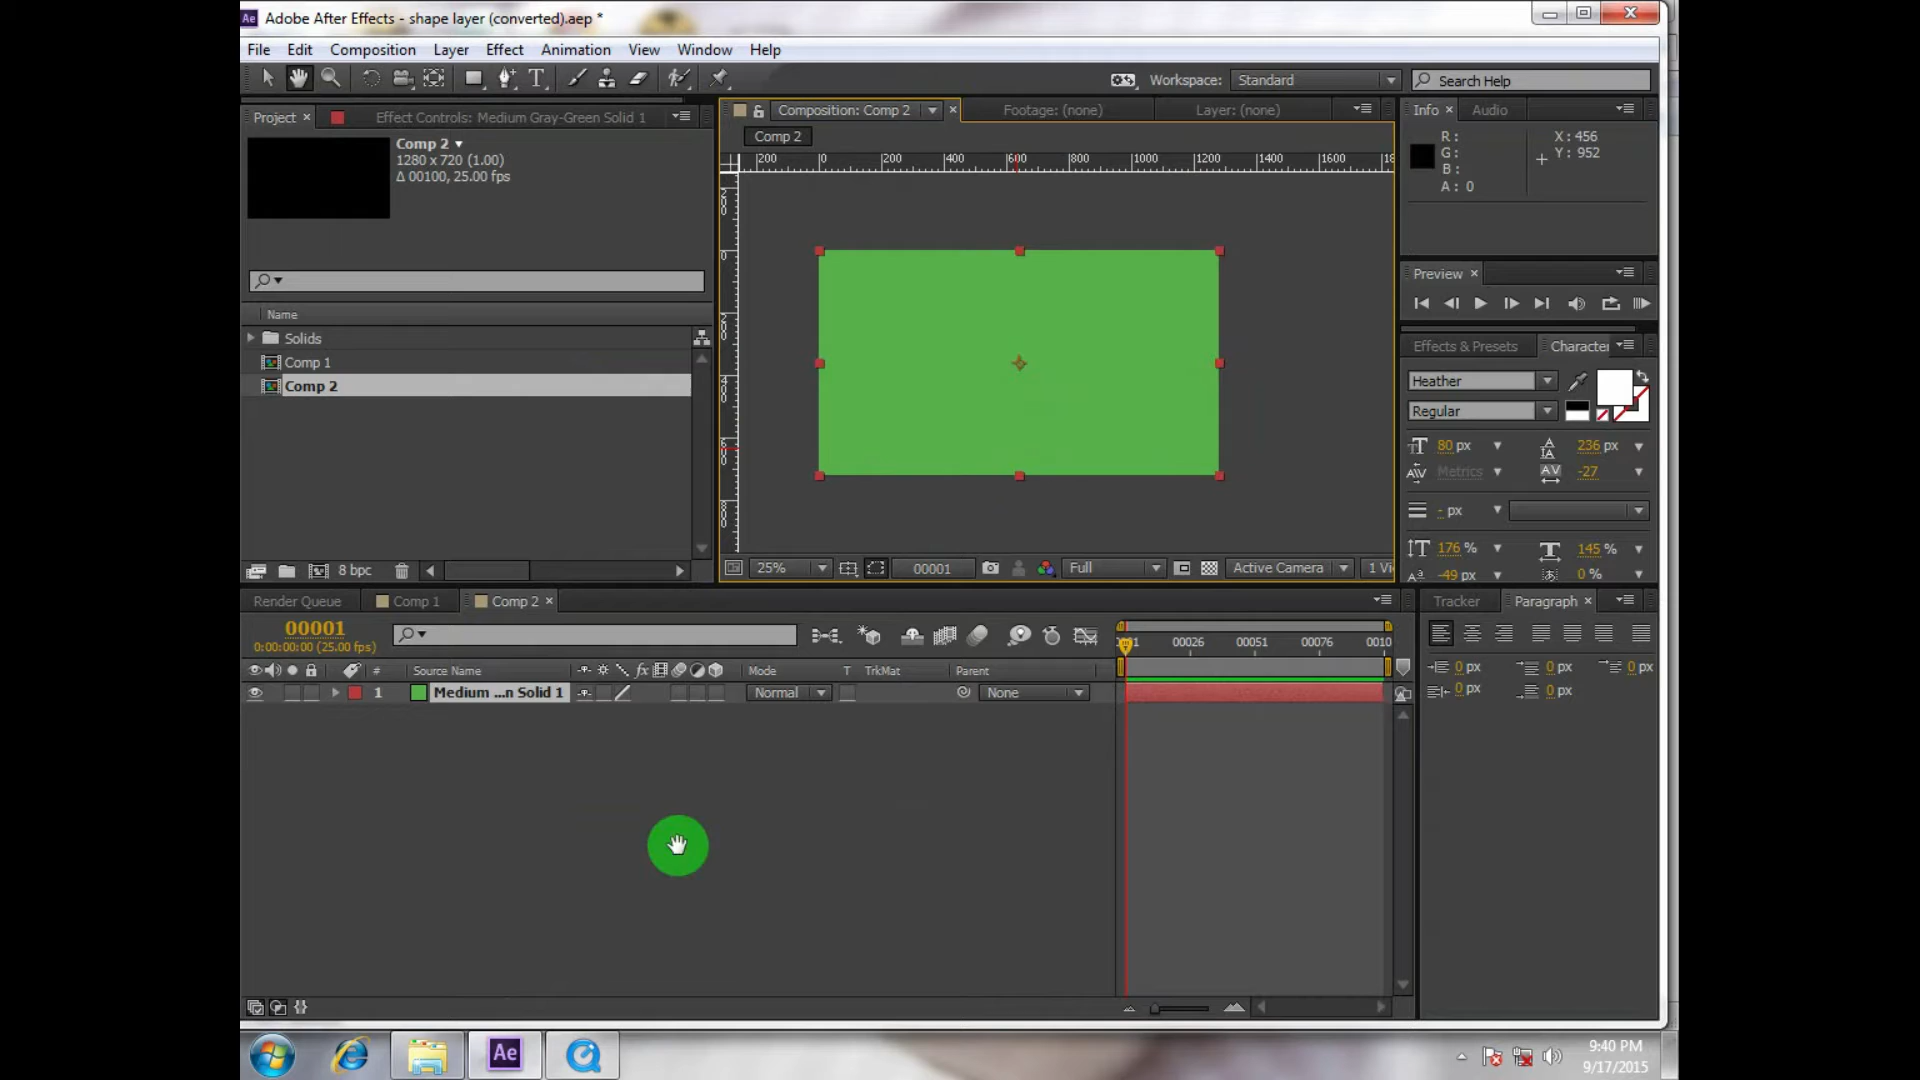 Adobe After Effects - shape layer (converted).aep *
File Edit Composition Layer Effect Animation View Window Help
Workspace: Standard Search Help
Project × Effect Controls: Medium Gray-Green Solid 1
Composition: Comp 2 × Footage: (none) Layer: (none)
Info × Audio
Comp 2
1280 x 720 (1.00)
Δ 00100, 25.00 fps
Comp 2
200 0 200 400 600 800 1000 1200 1400 1600 18
R :
G :
B :
A : 0
X : 456
Y : 952
Preview ×
Name
Solids
Comp 1
Comp 2
Effects & Presets Character
Heather
Regular
80 px 236 px
Metrics -27
- px
176 % 145 %
-49 px 0 %
8 bpc
25% 00001 Full Active Camera 1 Vi
Render Queue Comp 1 Comp 2 ×
Tracker Paragraph ×
00001
0:00:00:00 (25.00 fps)
00026 00051 00076 0010
# Source Name fx Mode T TrkMat Parent
1 Medium ...n Solid 1 Normal None
0 px 0 px 0 px
0 px 0 px
Ae
9:40 PM
9/17/2015